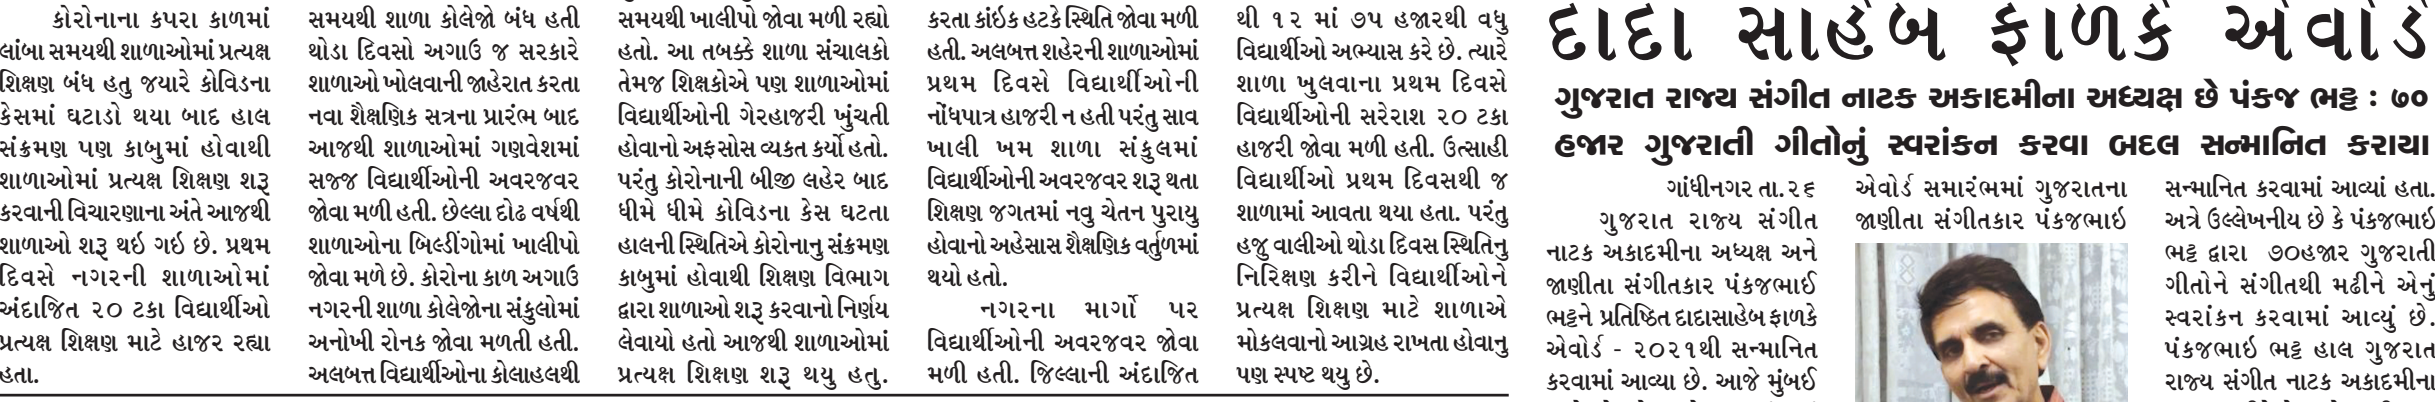 કોરોનાના કપરા કાળમાં
લાંબા સમયથી શાળાઓમાં પ્રત્યક્ષ
શિક્ષણ બંધ હતુ જયારે કોવિડના
કેસમાં ઘટાડો થયા બાદ હાલ
સંક્રમણ પણ કાબુમાં હોવાથી
શાળાઓમાં પ્રત્યક્ષ શિક્ષણ શરૂ
કરવાની વિચારણાના અંતે આજથી
શાળાઓ શરૂ થઇ ગઇ છે. પ્રથમ
દિવસે નગરની શાળાઓમાં
અંદાજિત ૨૦ ટકા વિદ્યાર્થીઓ
પ્રત્યક્ષ શિક્ષણ માટે હાજર રહ્યા
હતા.
સમયથી શાળા કોલેજો બંધ હતી
થોડા દિવસો અગાઉ જ સરકારે
શાળાઓ ખોલવાની જાહેરાત કરતા
નવા શૈક્ષણિક સત્રના પ્રારંભ બાદ
આજથી શાળાઓમાં ગણવેશમાં
સજ્જ વિદ્યાર્થીઓની અવરજવર
જોવા મળી હતી. છેલ્લા દોઢ વર્ષથી
શાળાઓના બિલ્ડીંગોમાં ખાલીપો
જોવા મળે છે. કોરોના કાળ અગાઉ
નગરની શાળા કોલેજોના સંકુલોમાં
અનોખી રોનક જોવા મળતી હતી.
અલબત્ત વિદ્યાર્થીઓના કોલાહલથી
સમયથી ખાલીપો જોવા મળી રહ્યો
હતો. આ તબક્કે શાળા સંચાલકો
તેમજ શિક્ષકોએ પણ શાળાઓમાં
વિદ્યાર્થીઓની ગેરહાજરી ખુંચતી
હોવાનો અફસોસ વ્યકત કર્યો હતો.
પરંતુ કોરોનાની બીજી લહેર બાદ
ધીમે ધીમે કોવિડના કેસ ઘટતા
હાલની સ્થિતિએ કોરોનાનુ સંક્રમણ
કાબુમાં હોવાથી શિક્ષણ વિભાગ
દ્વારા શાળાઓ શરૂ કરવાનો નિર્ણય
લેવાયો હતો આજથી શાળાઓમાં
પ્રત્યક્ષ શિક્ષણ શરૂ થયુ હતુ.
કરતા કાંઇક હટકે સ્થિતિ જોવા મળી
હતી. અલબત્ત શહેરની શાળાઓમાં
પ્રથમ દિવસે વિદ્યાર્થીઓની
નોંધપાત્ર હાજરી ન હતી પરંતુ સાવ
ખાલી ખમ શાળા સંકુલમાં
વિદ્યાર્થીઓની અવરજવર શરૂ થતા
શિક્ષણ જગતમાં નવુ ચેતન પુરાયુ
હોવાનો અહેસાસ શૈક્ષણિક વર્તુળમાં
થયો હતો.
નગરના માર્ગો પર
વિદ્યાર્થીઓની અવરજવર જોવા
મળી હતી. જિલ્લાની અંદાજિત
થી ૧૨ માં ૭૫ હજારથી વધુ
વિદ્યાર્થીઓ અભ્યાસ કરે છે. ત્યારે
શાળા ખુલવાના પ્રથમ દિવસે
વિદ્યાર્થીઓની સરેરાશ ૨૦ ટકા
હાજરી જોવા મળી હતી. ઉત્સાહી
વિદ્યાર્થીઓ પ્રથમ દિવસથી જ
શાળામાં આવતા થયા હતા. પરંતુ
હજુ વાલીઓ થોડા દિવસ સ્થિતિનુ
નિરિક્ષણ કરીને વિદ્યાર્થીઓને
પ્રત્યક્ષ શિક્ષણ માટે શાળાએ
મોકલવાનો આગ્રહ રાખતા હોવાનુ
પણ સ્પષ્ટ થયુ છે.
દાદા સાહેબ ફાળકે એવોર્ડ
ગુજરાત રાજ્ય સંગીત નાટક અકાદમીના અધ્યક્ષ છે પંકજ ભટ્ટ : ૭૦
હજાર ગુજરાતી ગીતોનું સ્વરાંકન કરવા બદલ સન્માનિત કરાયા
ગાંધીનગર તા.૨૬
ગુજરાત રાજ્ય સંગીત
નાટક અકાદમીના અધ્યક્ષ અને
જાણીતા સંગીતકાર પંકજભાઈ
ભટ્ટને પ્રતિષ્ઠિત દાદાસાહેબ ફાળકે
એવોર્ડ - ૨૦૨૧થી સન્માનિત
કરવામાં આવ્યા છે. આજે મુંબઈ
એવોર્ડ સમારંભમાં ગુજરાતના
જાણીતા સંગીતકાર પંકજભાઇ
સન્માનિત કરવામાં આવ્યાં હતા.
અત્રે ઉલ્લેખનીય છે કે પંકજભાઇ
ભટ્ટ દ્વારા ૭૦હજાર ગુજરાતી
ગીતોને સંગીતથી મઢીને એનું
સ્વરાંકન કરવામાં આવ્યું છે.
પંકજભાઇ ભટ્ટ હાલ ગુજરાત
રાજ્ય સંગીત નાટક અકાદમીના